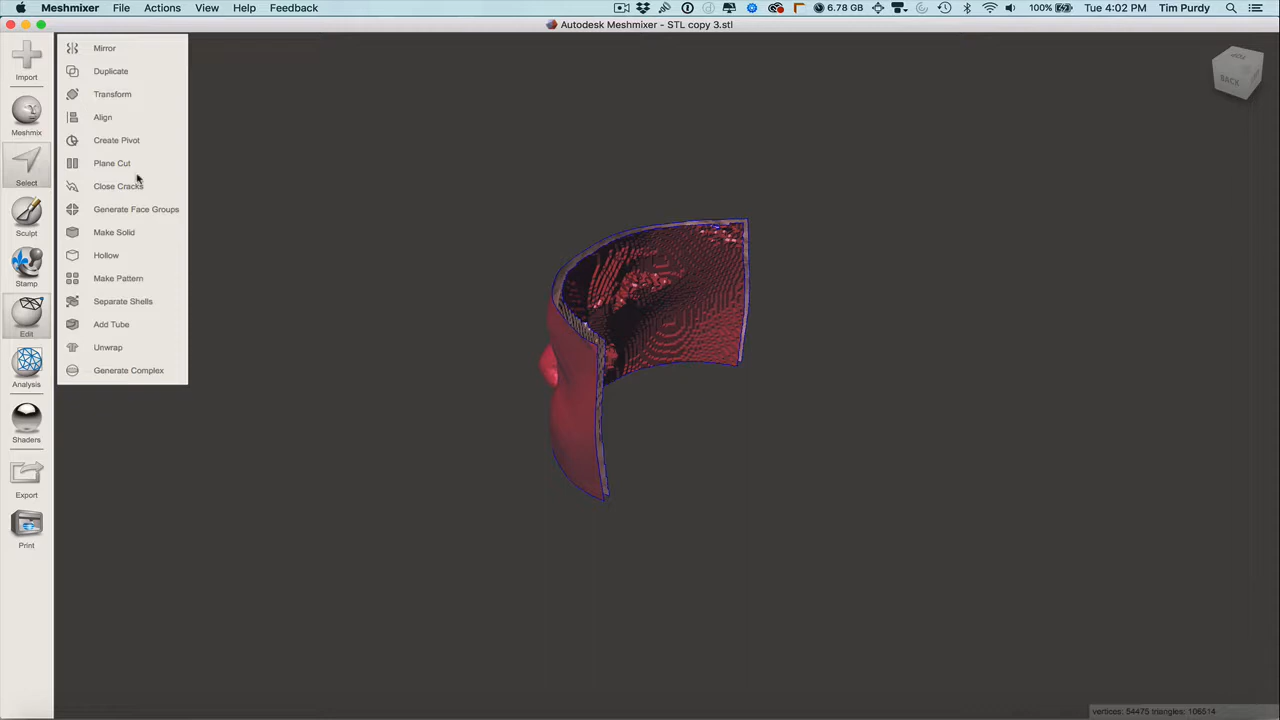 Meshmixer File Actions View Help Feedback 6.78 GB 100% Tue 4:02 PM Tim Purdy
Autodesk Meshmixer - STL copy 3.stl
Import
Meshmix
Select
Sculpt
Stamp
Edit
Analysis
Shaders
Export
Print
Mirror
Duplicate
Transform
Align
Create Pivot
Plane Cut
Close Cracks
Generate Face Groups
Make Solid
Hollow
Make Pattern
Separate Shells
Add Tube
Unwrap
Generate Complex
BACK
vertices: 54475 triangles: 106514